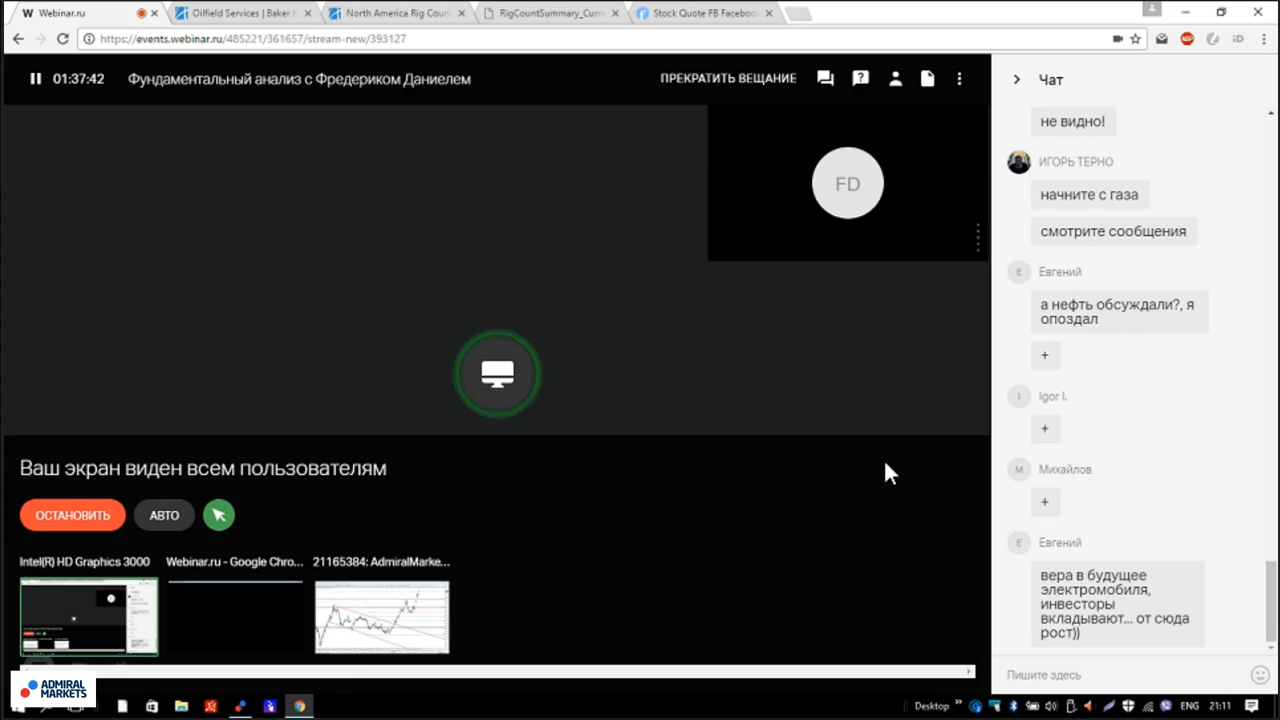 Webinar.ru
Oilfield Services | Baker H
North America Rig Count
RigCountSummary_Curre
Stock Quote FB Facebook
https://events.webinar.ru/485221/361657/stream-new/393127
01:37:42
Фундаментальный анализ с Фредериком Даниелем
ПРЕКРАТИТЬ ВЕЩАНИЕ
FD
Ваш экран виден всем пользователям
ОСТАНОВИТЬ
АВТО
Intel(R) HD Graphics 3000
Webinar.ru - Google Chro...
21165384: AdmiralMarke...
Чат
не видно!
ИГОРЬ ТЕРНО
начните с газа
смотрите сообщения
Е
Евгений
а нефть обсуждали?, я
опоздал
+
I
Igor I.
+
М
Михайлов
+
Е
Евгений
вера в будущее
электромобиля,
инвесторы
вкладывают... от сюда
рост))
Пишите здесь
ADMIRAL
MARKETS
Desktop
ENG
21:11